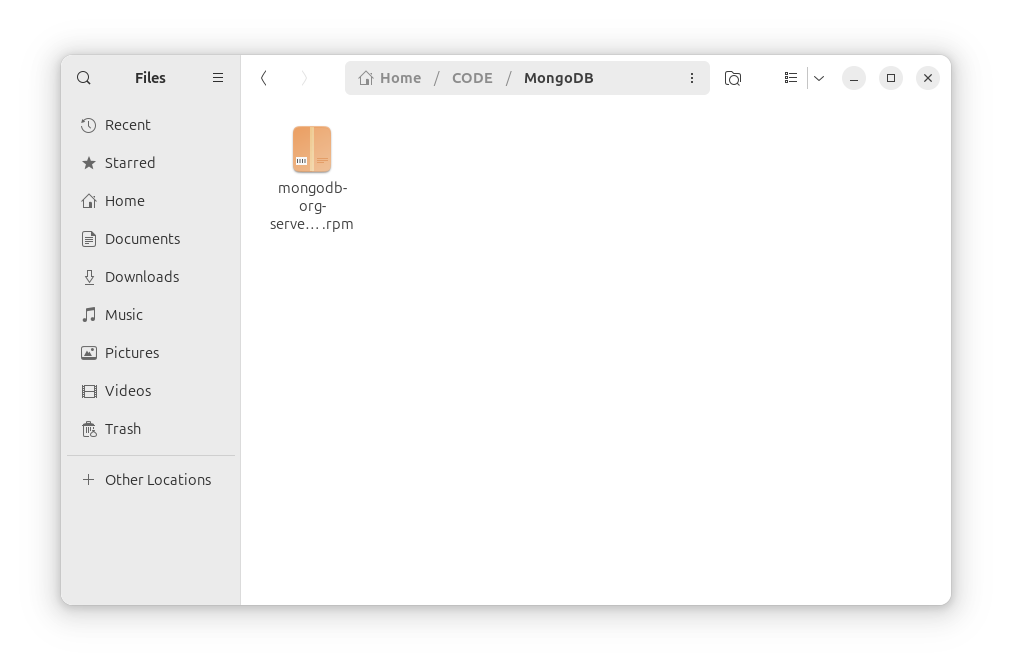 Files
Home / CODE / MongoDB
Recent
Starred
Home
Documents
Downloads
Music
Pictures
Videos
Trash
Other Locations
mongodb-
org-
serve….rpm